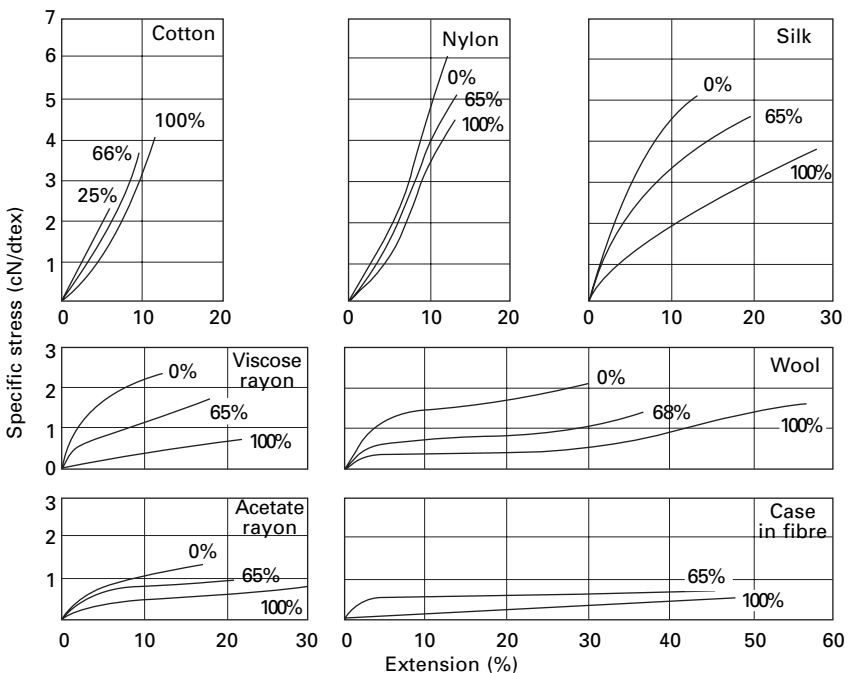 7
6
5
4
3
2
1
0 10 20
Cotton
100%
66%
25%
0 10 20
Nylon
0%
65%
100%
0 10 20 30
Silk
0%
65%
100%
Specific stress (cN/dtex)
3
2
1
0
Viscose
rayon
0%
65%
100%
Wool
0%
68%
100%
3
2
1
0 10 20 30
Acetate
rayon
0%
65%
100%
Case
in fibre
65%
100%
0 10 20 30 40 50 60
Extension (%)